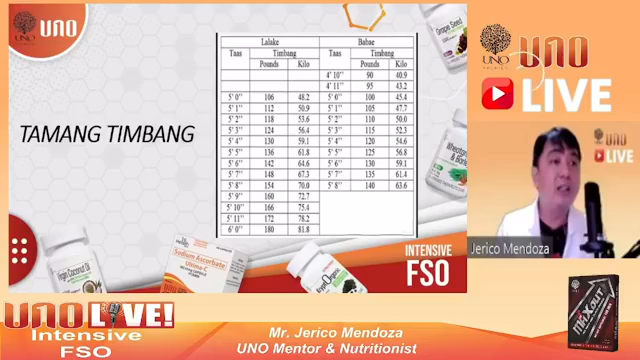 UNO
TAMANG TIMBANG
Lalake Babae
Taas Timbang Taas Timbang
Pounds Kilo Pounds Kilo
4' 10'' 90 40.9
4' 11'' 95 43.2
5' 0'' 106 48.2 5' 0'' 100 45.4
5' 1'' 112 50.9 5' 1'' 105 47.7
5' 2'' 118 53.6 5' 2'' 110 50.0
5' 3'' 124 56.4 5' 3'' 115 52.3
5' 4'' 130 59.1 5' 4'' 120 54.6
5' 5'' 136 61.8 5' 5'' 125 56.8
5' 6'' 142 64.6 5' 6'' 130 59.1
5' 7'' 148 67.3 5' 7'' 135 61.4
5' 8'' 154 70.0 5' 8'' 140 63.6
5' 9'' 160 72.7
5' 10'' 166 75.4
5' 11'' 172 78.2
6' 0'' 180 81.8
Grape Seed
Wheatgrass
& Barley
Virgin Coconut Oil
Sodium Ascorbate
Ultima-C
INTENSIVE
FSO
UNO
UNO
LIVE
UNO
LIVE
Jerico Mendoza
UNO LIVE!
Intensive
FSO
Mr. Jerico Mendoza
UNO Mentor & Nutritionist